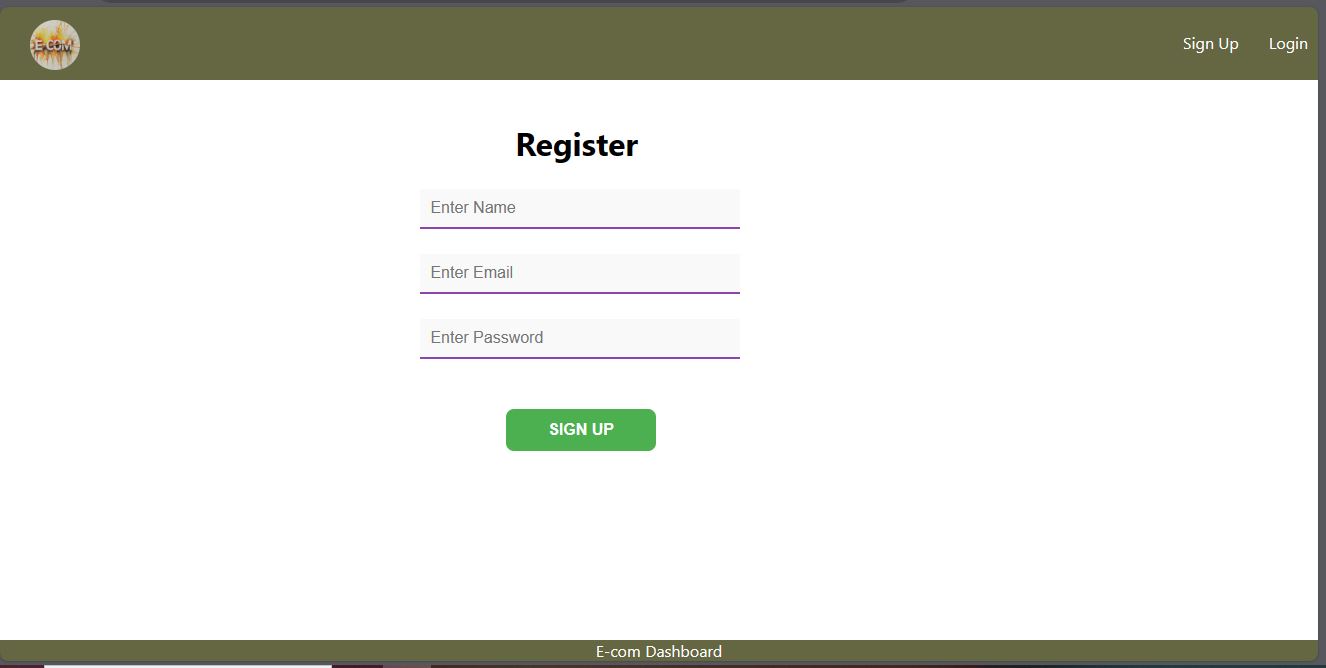 E-COM
Sign Up
Login
Register
Enter Name
Enter Email
Enter Password
SIGN UP
E-com Dashboard